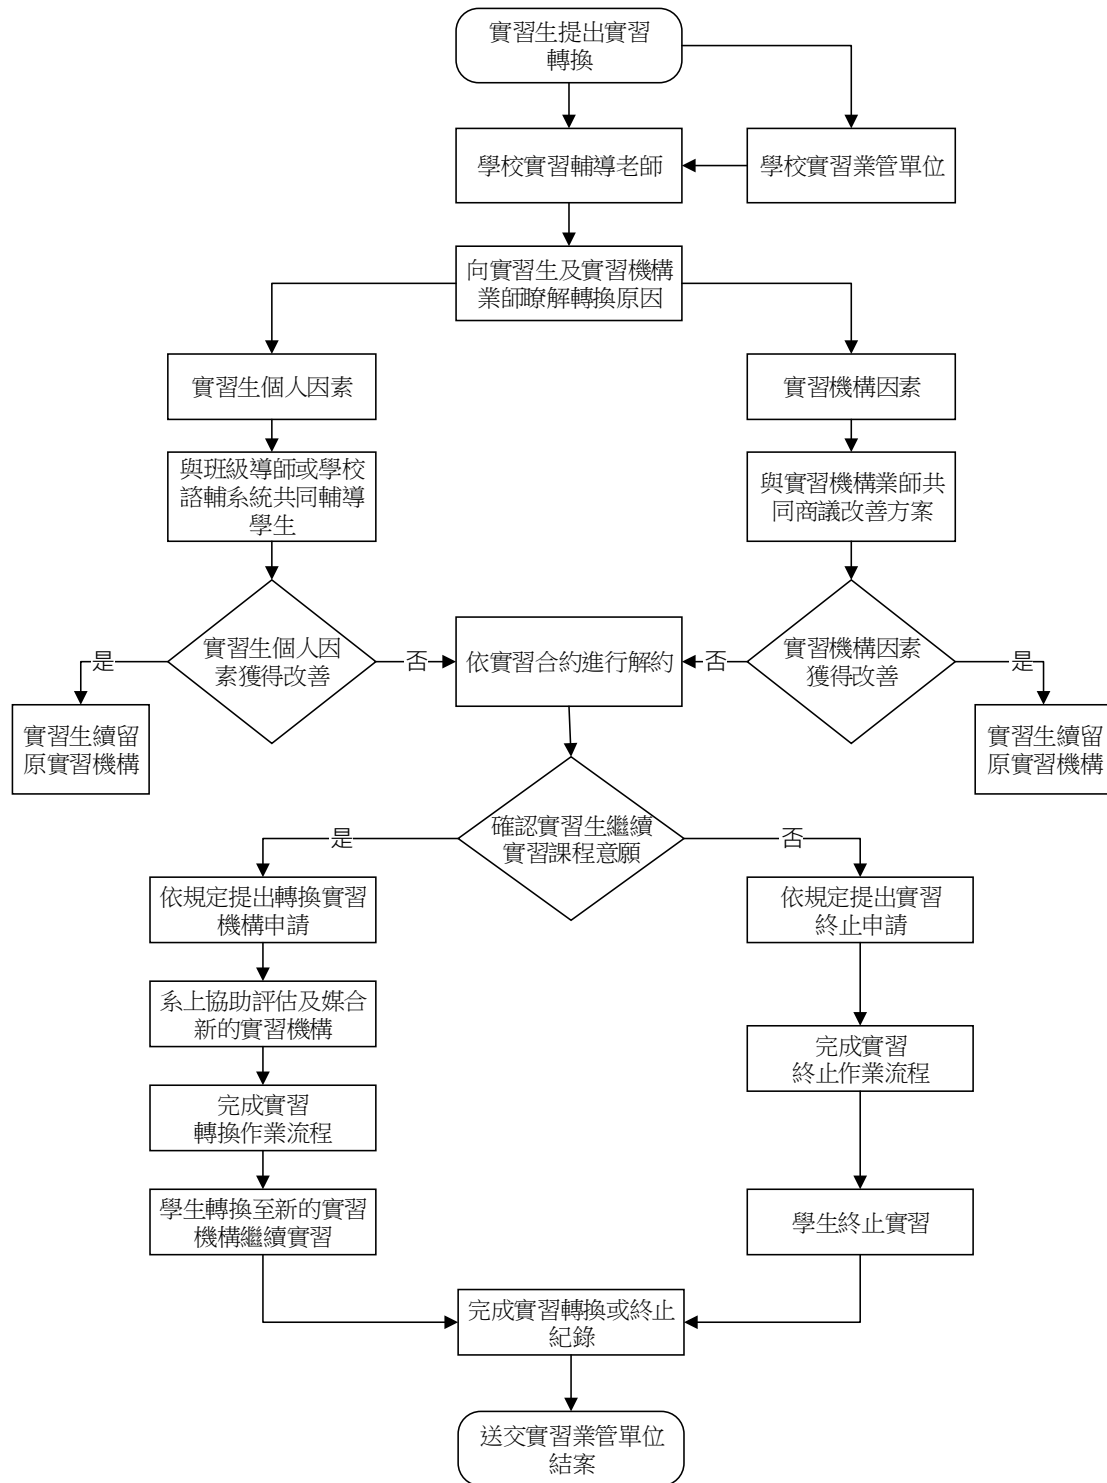 實習生提出實習
轉換
學校實習輔導老師
學校實習業管單位
向實習生及實習機構
業師瞭解轉換原因
實習生個人因素
實習機構因素
與班級導師或學校
諮輔系統共同輔導
學生
與實習機構業師共
同商議改善方案
實習生個人因
素獲得改善
依實習合約進行解約
實習機構因素
獲得改善
是
否
否
是
實習生續留
原實習機構
實習生續留
原實習機構
確認實習生繼續
實習課程意願
是
否
依規定提出轉換實習
機構申請
依規定提出實習
終止申請
系上協助評估及媒合
新的實習機構
完成實習
終止作業流程
完成實習
轉換作業流程
學生轉換至新的實習
機構繼續實習
學生終止實習
完成實習轉換或終止
紀錄
送交實習業管單位
結案